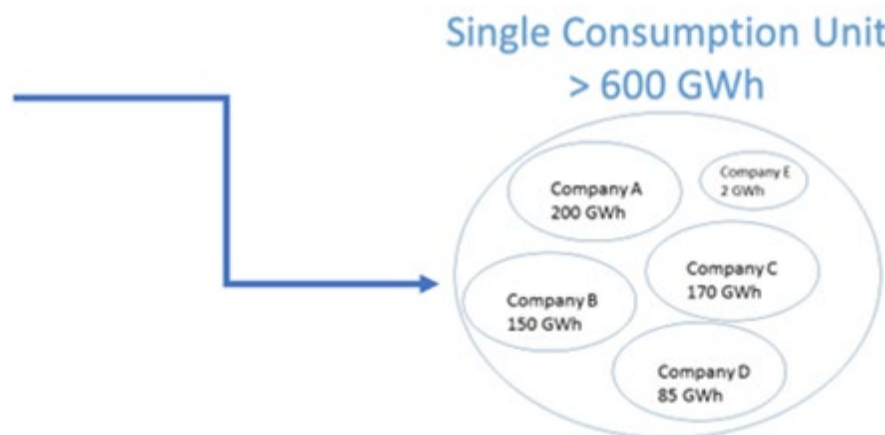 Single Consumption Unit
> 600 GWh
Company A
200 GWh
Company E
2 GWh
Company C
170 GWh
Company B
150 GWh
Company D
85 GWh